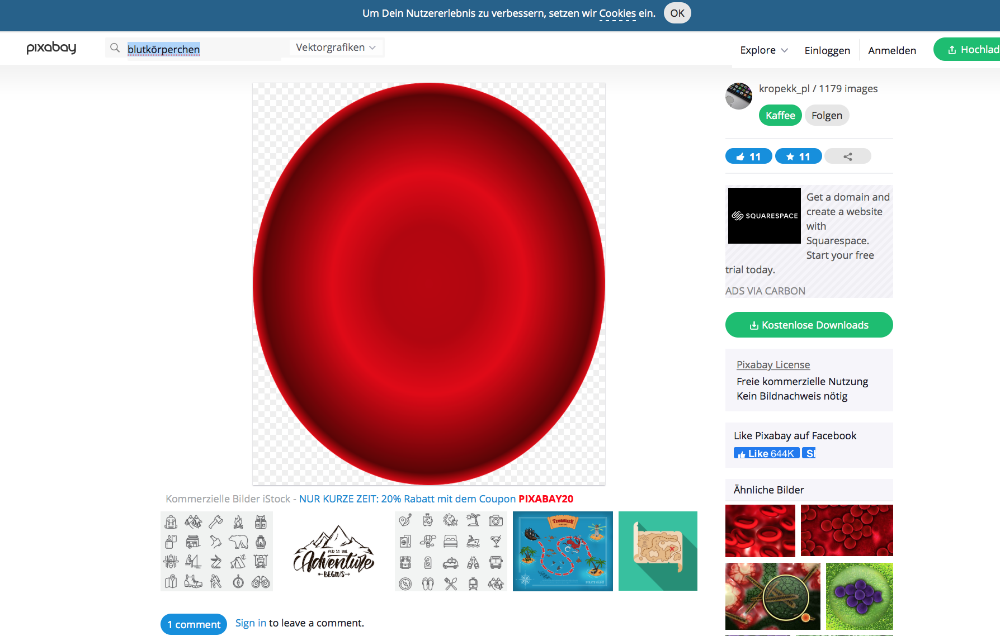 Um Dein Nutzererlebnis zu verbessern, setzen wir Cookies ein. OK
pixabay
blutkörperchen
Vektorgrafiken
Explore
Einloggen
Anmelden
Hochlad
kropekk_pl / 1179 images
Kaffee
Folgen
11
11
SQUARESPACE
Get a domain and
create a website
with
Squarespace.
Start your free
trial today.
ADS VIA CARBON
Kostenlose Downloads
Pixabay License
Freie kommerzielle Nutzung
Kein Bildnachweis nötig
Like Pixabay auf Facebook
Like 644K
Ähnliche Bilder
Kommerzielle Bilder iStock - NUR KURZE ZEIT: 20% Rabatt mit dem Coupon PIXABAY20
AND SO THE
Adventure
BEGINS
Treasure
PIRATE GAME
1 comment
Sign in to leave a comment.